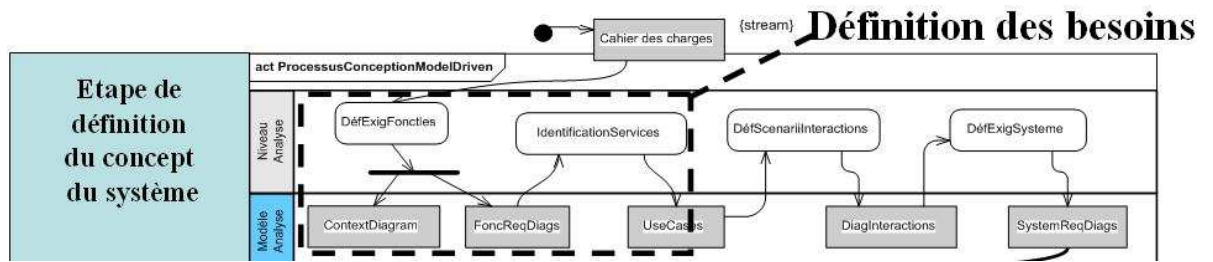 Cahier des charges
{stream}
Définition des besoins
act ProcessusConceptionModelDriven
Etape de
définition
du concept
du système
Niveau
Analyse
DéfExigFoncties
IdentificationServices
DéfScenariiInteractions
DéfExigSysteme
Modèle
Analyse
ContextDiagram
FoncReqDiags
UseCases
DiagInteractions
SystemReqDiags